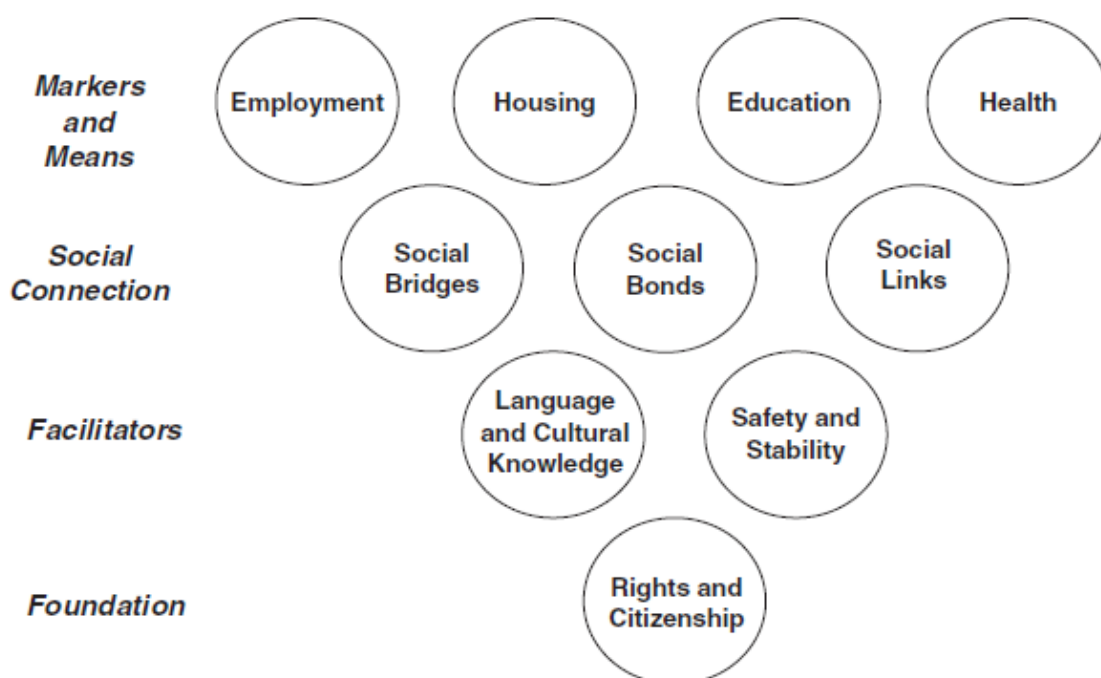 Markers
and
Means
Employment
Housing
Education
Health
Social
Connection
Social
Bridges
Social
Bonds
Social
Links
Facilitators
Language
and Cultural
Knowledge
Safety and
Stability
Foundation
Rights and
Citizenship